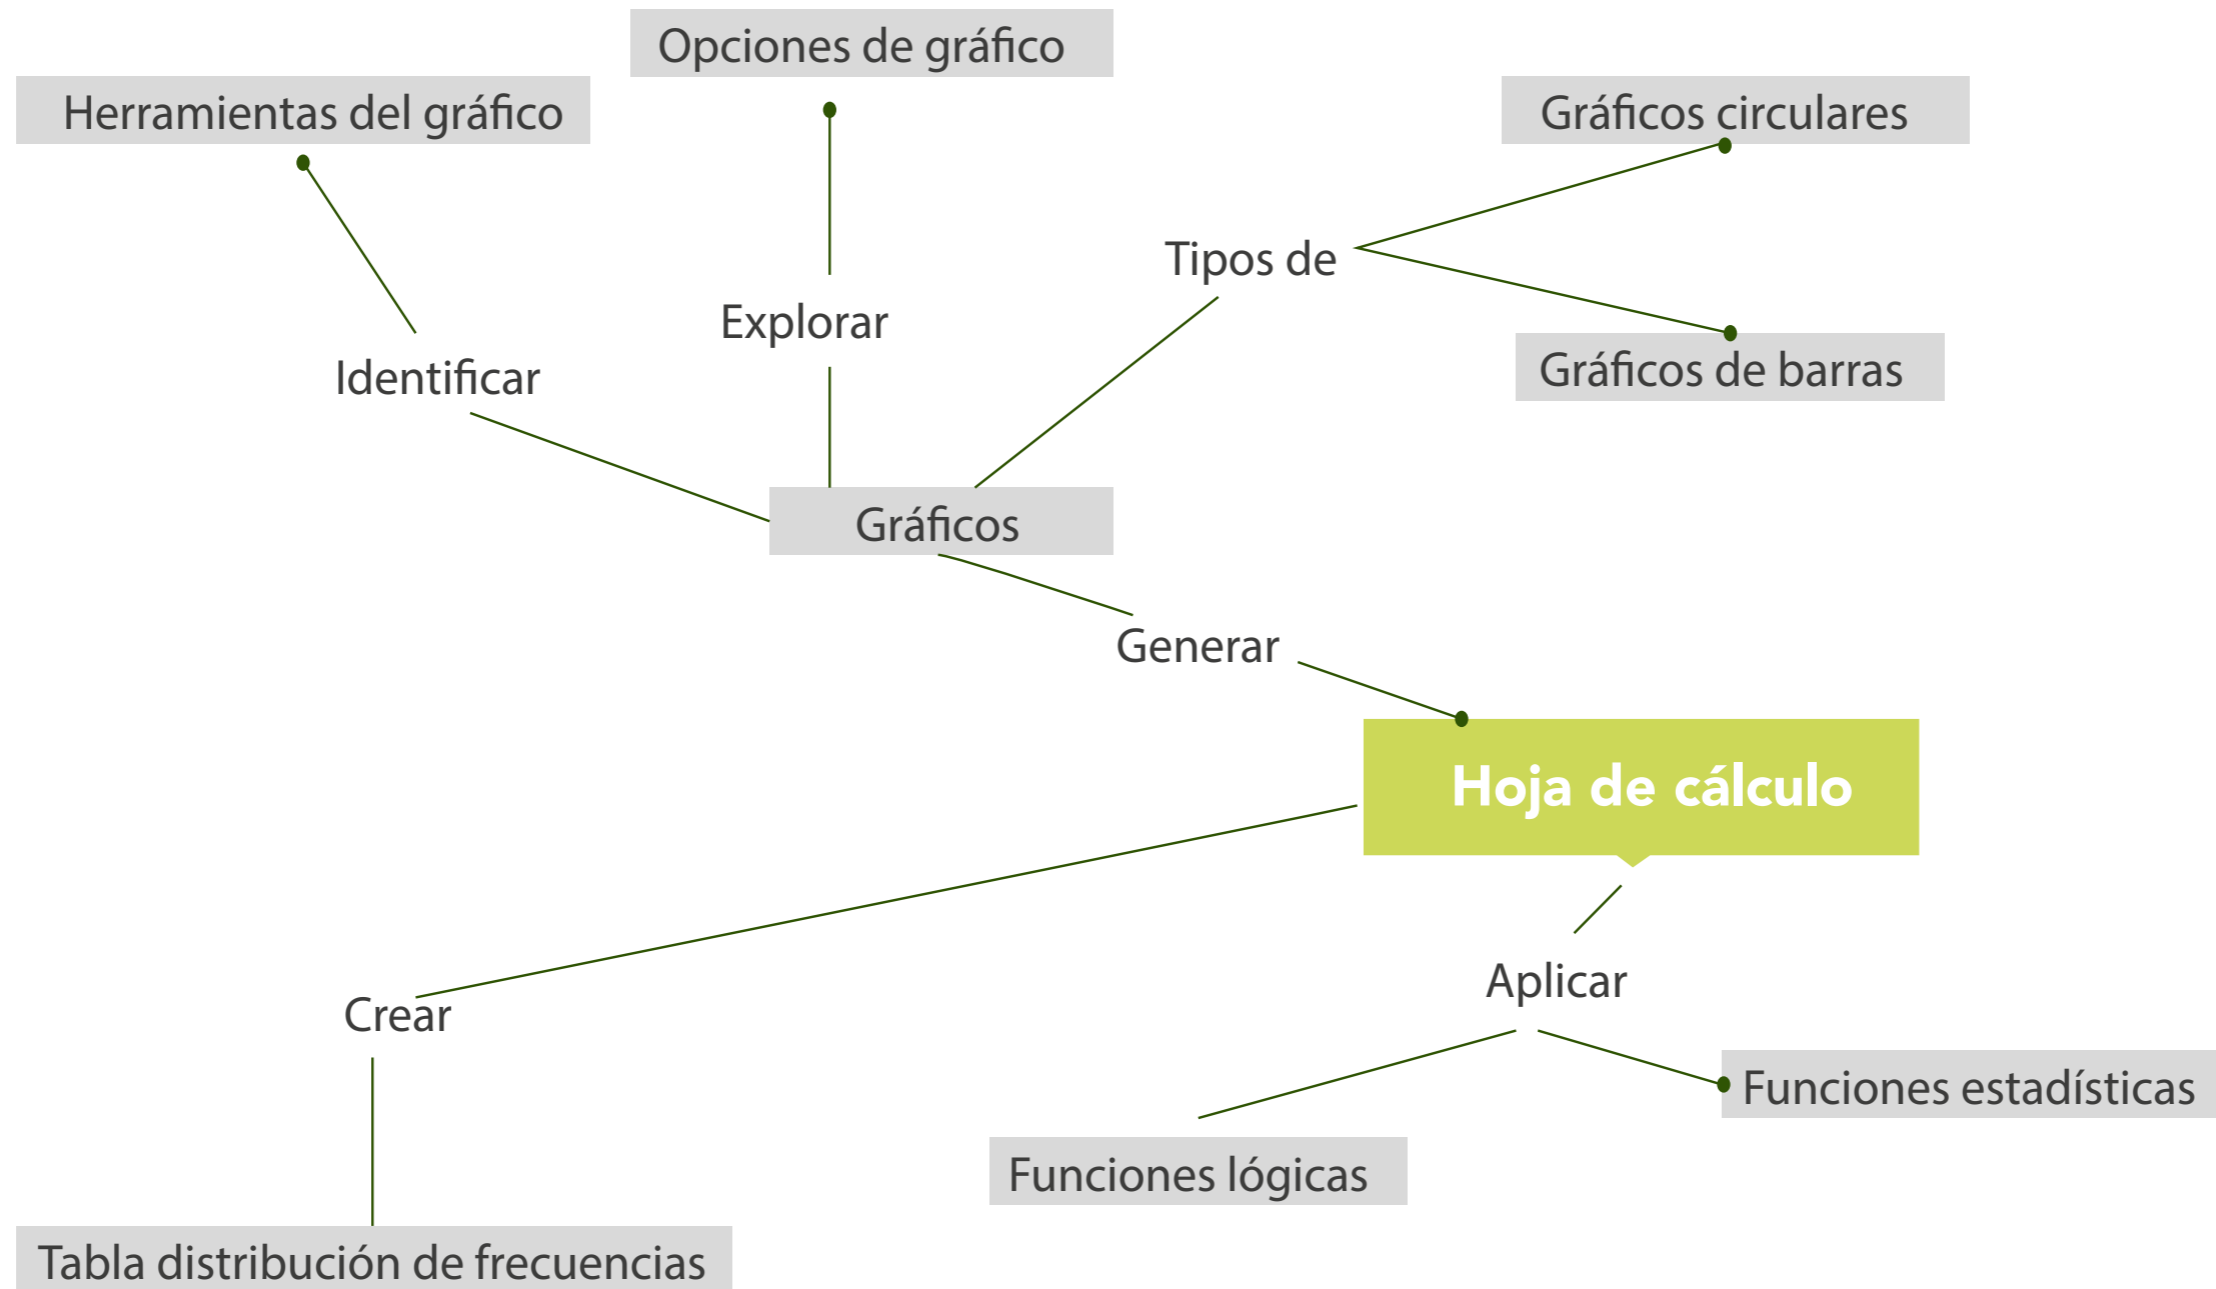 Opciones de gráfico
Herramientas del gráfico
Gráficos circulares
Tipos de
Explorar
Identificar
Gráficos de barras
Gráficos
Generar
Hoja de cálculo
Aplicar
Crear
Funciones estadísticas
Funciones lógicas
Tabla distribución de frecuencias